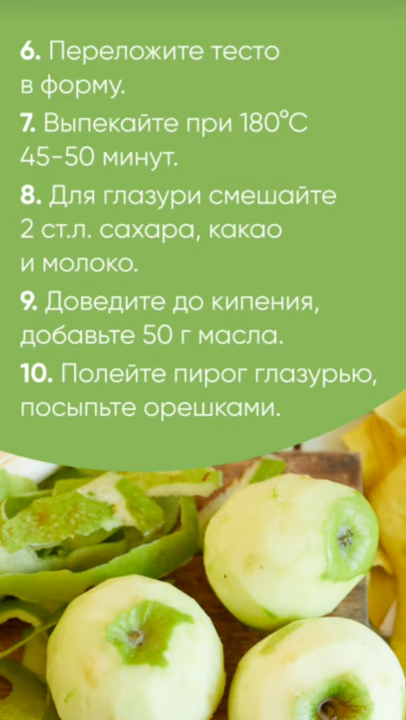 6. Переложите тесто
в форму.
7. Выпекайте при 180°C
45-50 минут.
8. Для глазури смешайте
2 ст.л. сахара, какао
и молоко.
9. Доведите до кипения,
добавьте 50 г масла.
10. Полейте пирог глазурью,
посыпьте орешками.